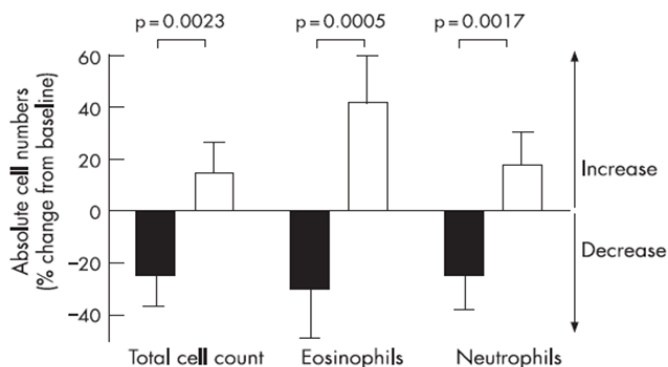 p=0.0023 p=0.0005 p=0.0017
60
40
20
0
−20
−40
Absolute cell numbers
(% change from baseline)
Increase
Decrease
Total cell count Eosinophils Neutrophils